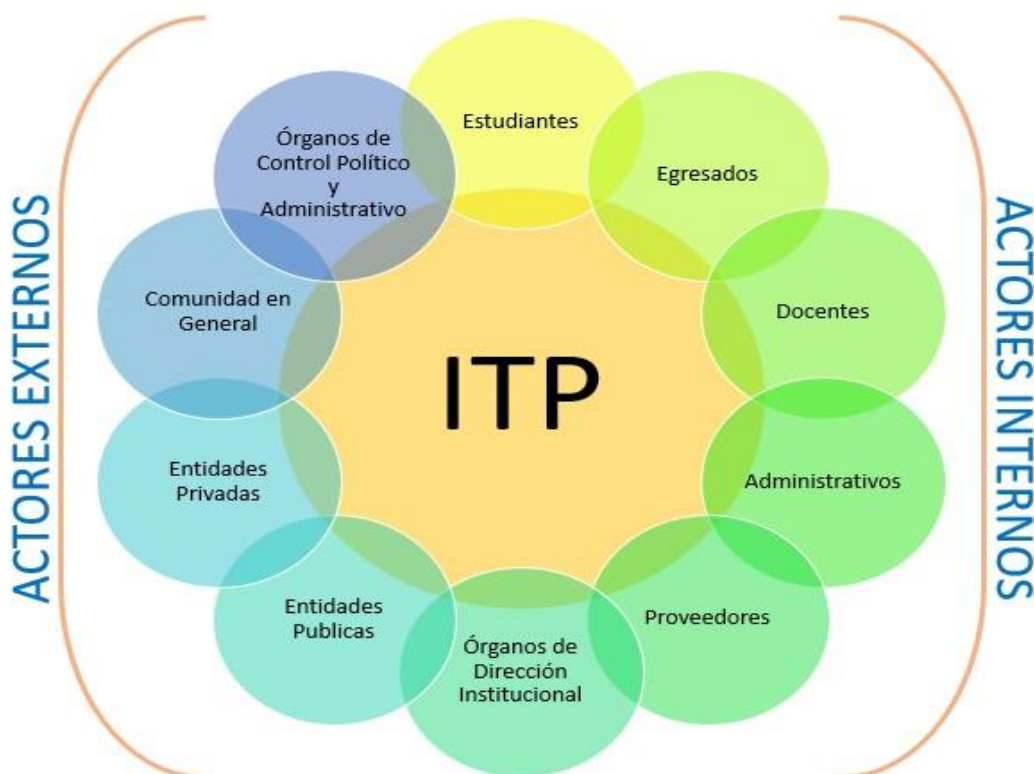 Estudiantes
Egresados
Docentes
Administrativos
Proveedores
Órganos de
Dirección
Institucional
Entidades
Publicas
Entidades
Privadas
Comunidad en
General
Órganos de
Control Político
y
Administrativo
ITP
ACTORES EXTERNOS
ACTORES INTERNOS